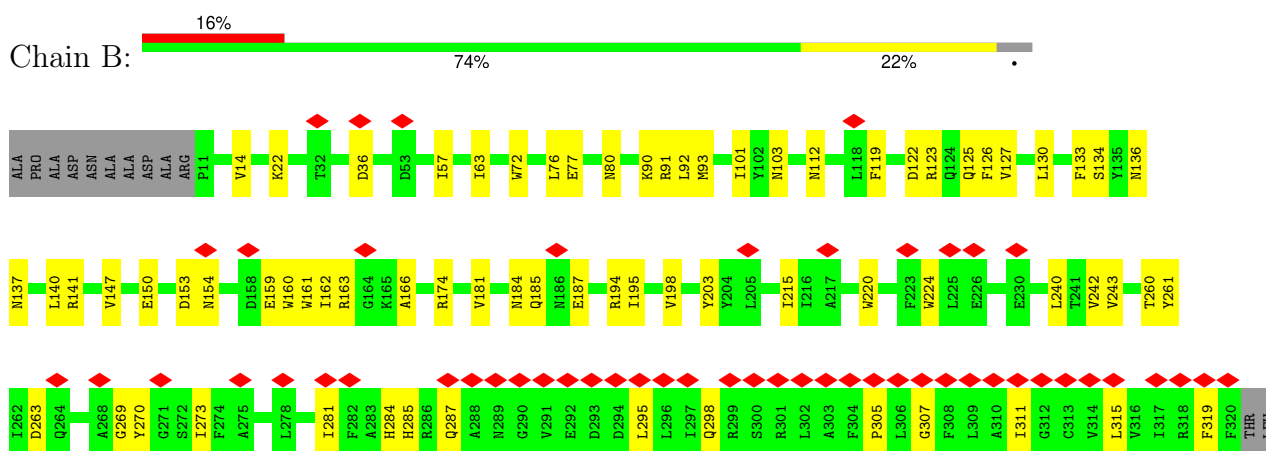 16%
Chain B:
74% 22% •
ALA PRO ALA ASP ASN ALA ALA ASP ALA ARG P11 V14 K22 T32 D36 D53 I57 I63 W72 L76 E77 N80 K90 R91 L92 M93 I101 Y102 N103 N112 L118 F119 D122 R123 Q124 Q125 F126 V127 L130 F133 S134 Y135 N136
N137 L140 R141 V147 E150 D153 N154 D158 E159 W160 W161 I162 R163 G164 K165 A166 R174 V181 N184 Q185 N186 E187 R194 I195 V198 Y203 Y204 L205 I215 I216 A217 W220 F223 W224 L225 E226 E230 L240 T241 V242 V243 T260 Y261
I262 D263 Q264 A268 G269 Y270 G271 S272 I273 F274 A275 L278 I281 F282 A283 H284 H285 R286 Q287 A288 N289 G290 V291 E292 D293 D294 L295 L296 I297 Q298 R299 S300 R301 L302 A303 F304 P305 L306 G307 F308 L309 A310 I311 G312 C313 V314 L315 V316 I317 R318 F319 F320 THR LEU